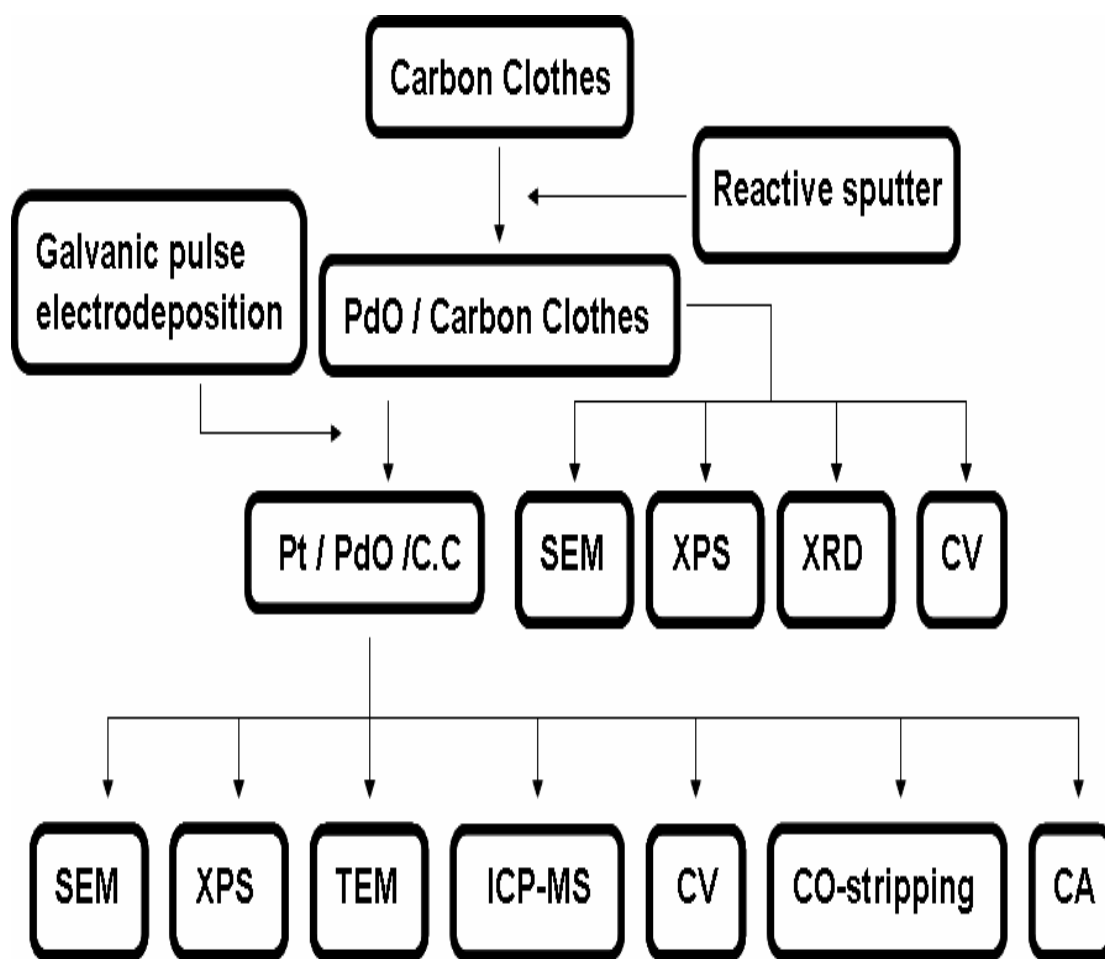 Carbon Clothes
Reactive sputter
Galvanic pulse
electrodeposition
PdO / Carbon Clothes
Pt / PdO /C.C
SEM
XPS
XRD
CV
SEM
XPS
TEM
ICP-MS
CV
CO-stripping
CA